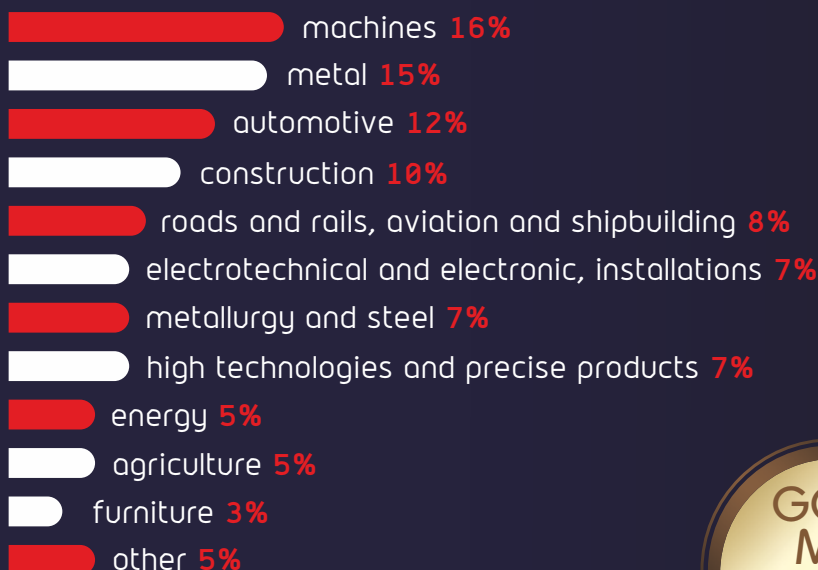 machines 16%
metal 15%
automotive 12%
construction 10%
roads and rails, aviation and shipbuilding 8%
electrotechnical and electronic, installations 7%
metallurgy and steel 7%
high technologies and precise products 7%
energy 5%
agriculture 5%
furniture 3%
other 5%